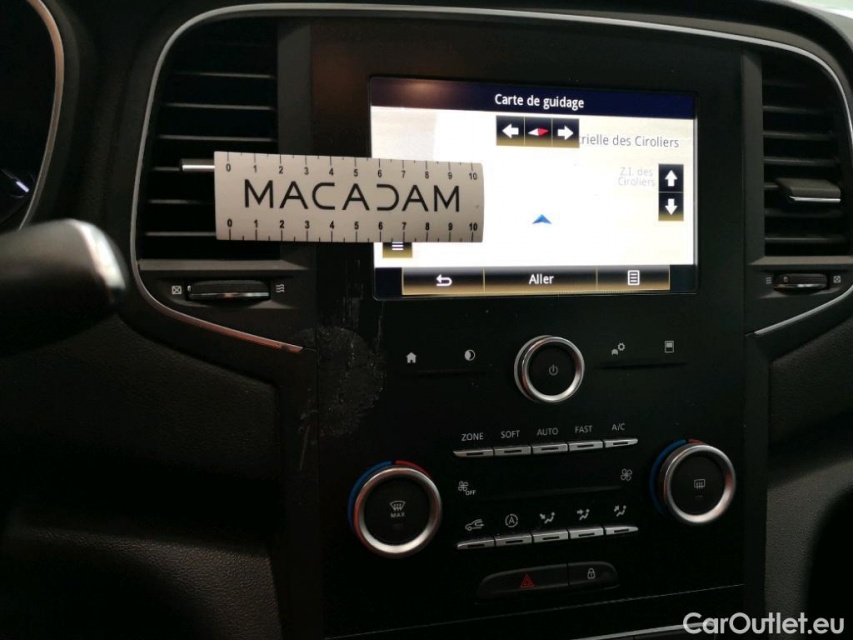 Carte de guidage
rielle des Ciroliers
Z.I. des
Ciroliers
0 1 2 3 4 5 6 7 8 9 10
MACADAM
0 1 2 3 4 5 6 7 8 9 10
Aller
ZONE SOFT AUTO FAST A/C
OFF
MAX
A
CarOutlet.eu